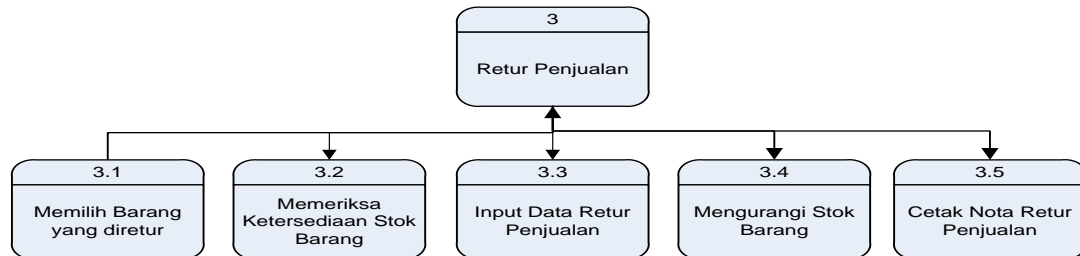 3
Retur Penjualan
3.1
Memilih Barang
yang diretur
3.2
Memeriksa
Ketersediaan Stok
Barang
3.3
Input Data Retur
Penjualan
3.4
Mengurangi Stok
Barang
3.5
Cetak Nota Retur
Penjualan